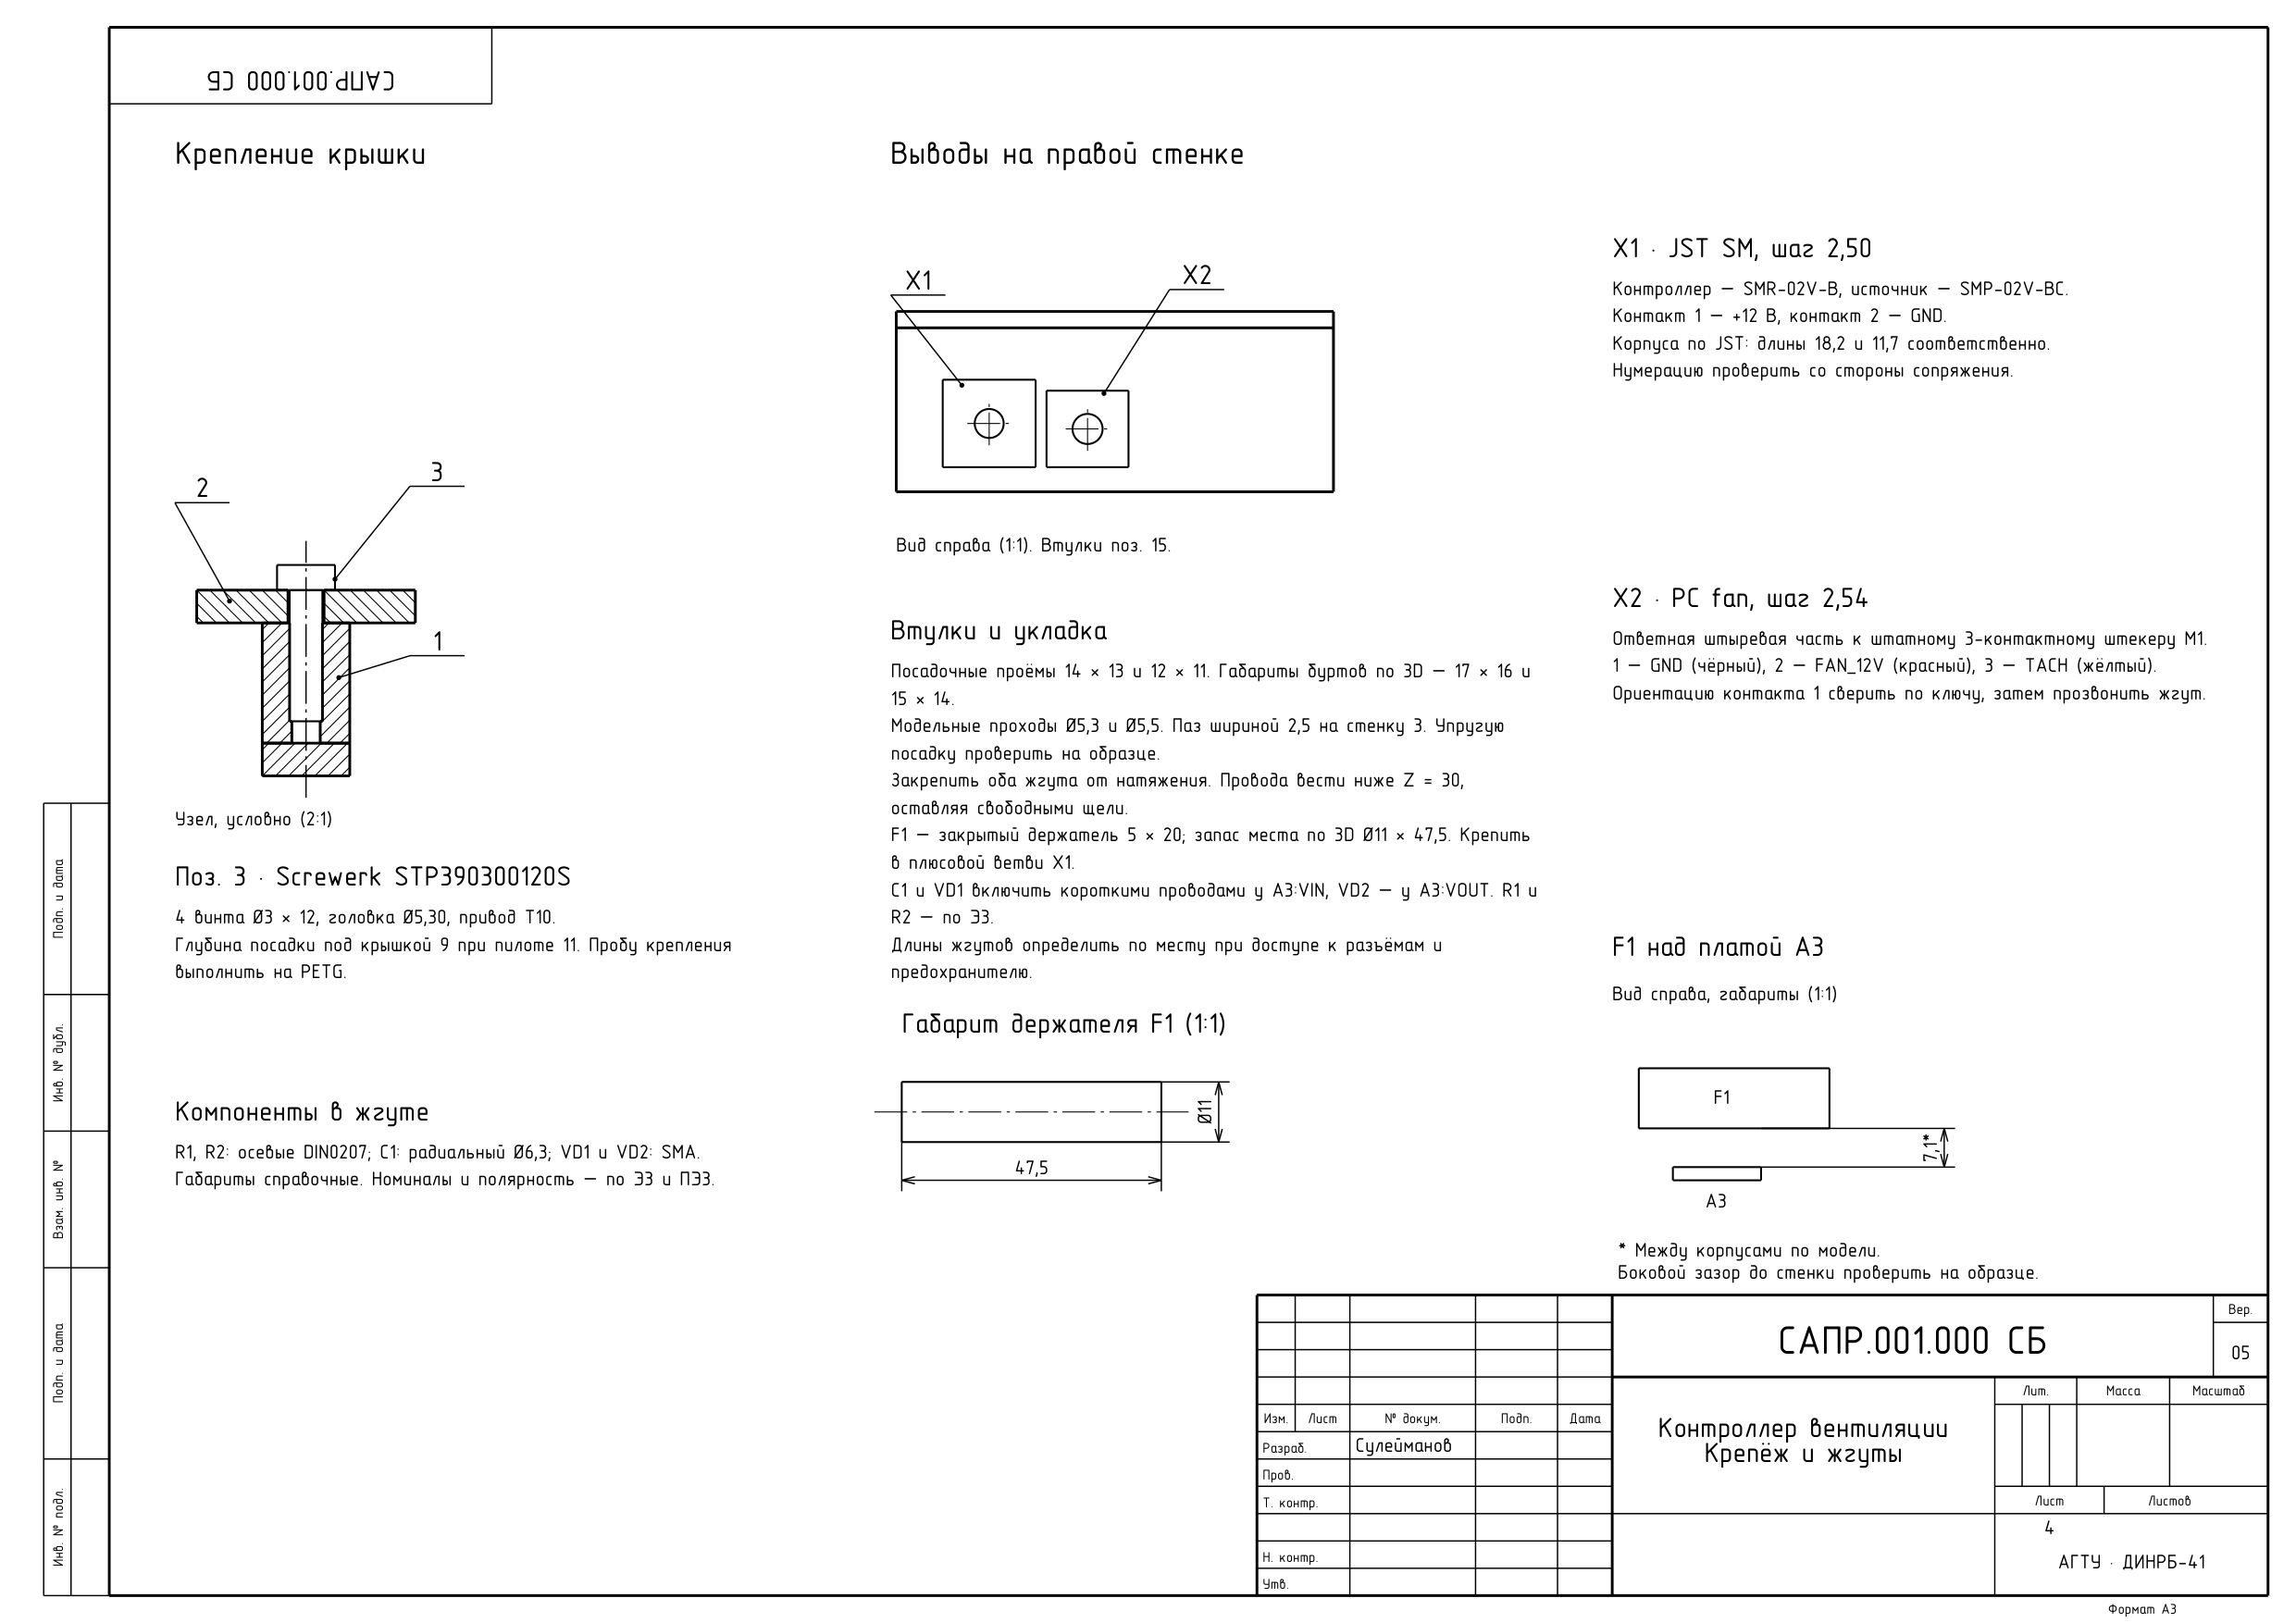 САПР.001.000 СБ
Крепление крышки
2
3
1
Узел, условно (2:1)
Поз. 3 · Screwerk STP390300120S
4 винта Ø3 × 12, головка Ø5,30, привод T10.
Глубина посадки под крышкой 9 при пилоте 11. Пробу крепления
выполнить на PETG.
Компоненты в жгуте
R1, R2: осевые DIN0207; C1: радиальный Ø6,3; VD1 и VD2: SMA.
Габариты справочные. Номиналы и полярность — по Э3 и ПЭ3.
Выводы на правой стенке
X1
X2
Вид справа (1:1). Втулки поз. 15.
Втулки и укладка
Посадочные проёмы 14 × 13 и 12 × 11. Габариты буртов по 3D — 17 × 16 и
15 × 14.
Модельные проходы Ø5,3 и Ø5,5. Паз шириной 2,5 на стенку 3. Упругую
посадку проверить на образце.
Закрепить оба жгута от натяжения. Провода вести ниже Z = 30,
оставляя свободными щели.
F1 — закрытый держатель 5 × 20; запас места по 3D Ø11 × 47,5. Крепить
в плюсовой ветви X1.
C1 и VD1 включить короткими проводами у A3:VIN, VD2 — у A3:VOUT. R1 и
R2 — по Э3.
Длины жгутов определить по месту при доступе к разъёмам и
предохранителю.
Габарит держателя F1 (1:1)
Ø11
47,5
X1 · JST SM, шаг 2,50
Контроллер — SMR-02V-B, источник — SMP-02V-BC.
Контакт 1 — +12 В, контакт 2 — GND.
Корпуса по JST: длины 18,2 и 11,7 соответственно.
Нумерацию проверить со стороны сопряжения.
X2 · PC fan, шаг 2,54
Ответная штыревая часть к штатному 3-контактному штекеру M1.
1 — GND (чёрный), 2 — FAN_12V (красный), 3 — TACH (жёлтый).
Ориентацию контакта 1 сверить по ключу, затем прозвонить жгут.
F1 над платой A3
Вид справа, габариты (1:1)
F1
7,1*
A3
* Между корпусами по модели.
Боковой зазор до стенки проверить на образце.
Подп. и дата
Инв. № дубл.
Взам. инв. №
Подп. и дата
Инв. № подл.
САПР.001.000 СБ
Вер.
05
Изм. Лист № докум. Подп. Дата
Разраб. Сулейманов
Пров.
Т. контр.
Н. контр.
Утв.
Контроллер вентиляции
Крепёж и жгуты
Лит. Масса Масштаб
Лист Листов
4
АГТУ · ДИНРБ-41
Формат А3